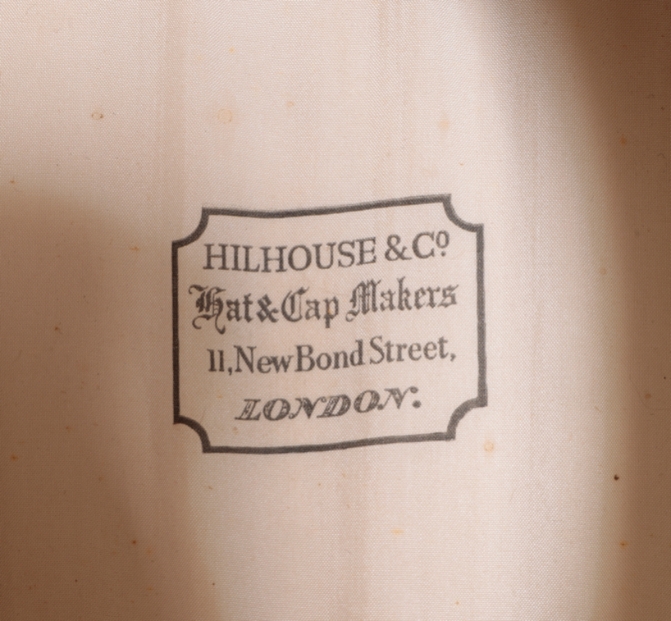 HILHOUSE & Cº
Hat & Cap Makers
11, New Bond Street,
LONDON.